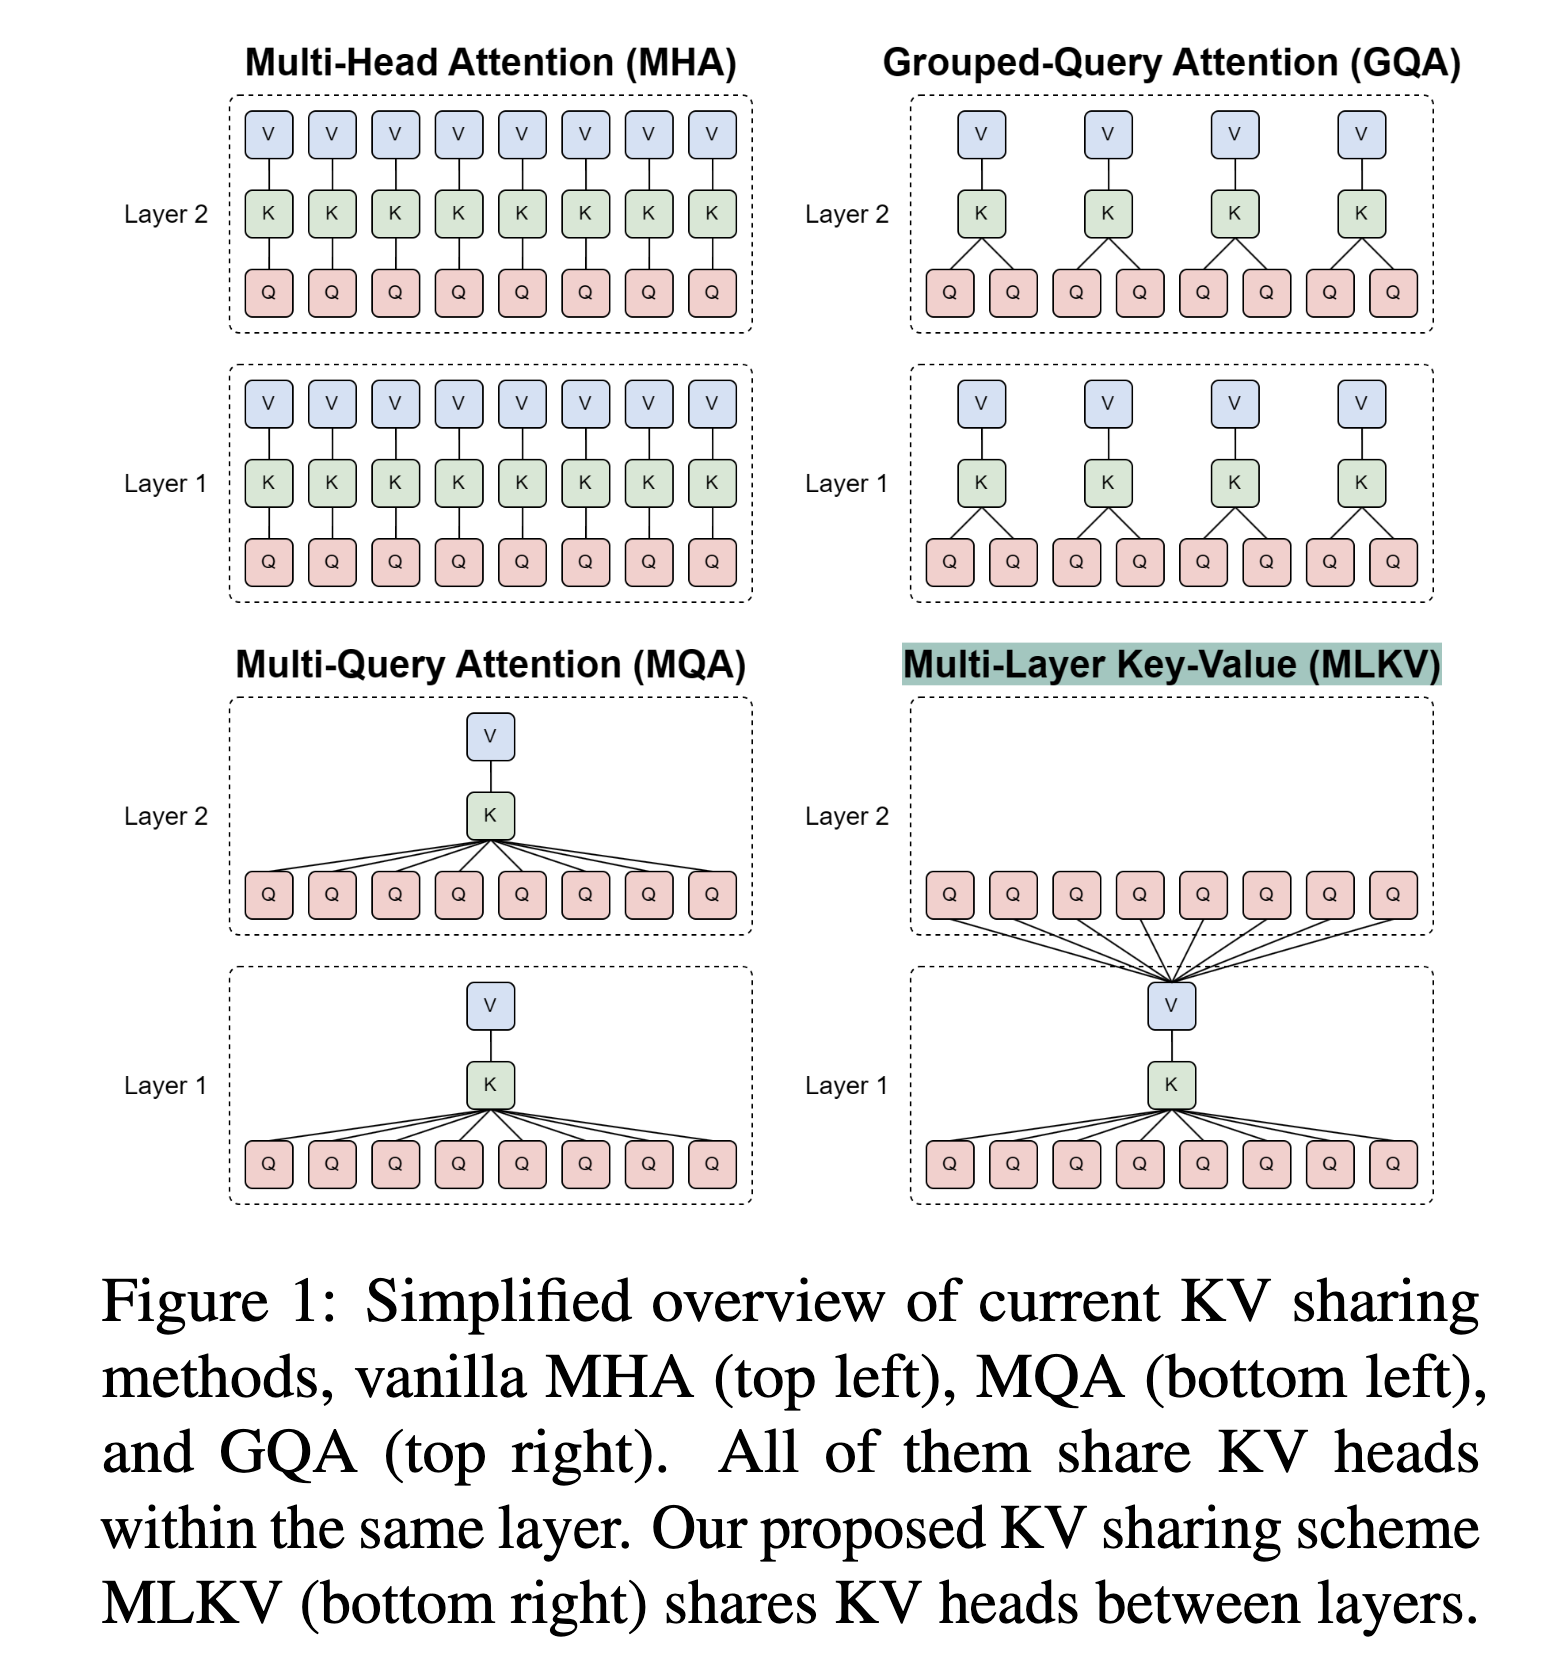 Multi-Head Attention (MHA)
V V V V V V V V
Layer 2
K K K K K K K K
Q Q Q Q Q Q Q Q
V V V V V V V V
Layer 1
K K K K K K K K
Q Q Q Q Q Q Q Q
Grouped-Query Attention (GQA)
V V V V
Layer 2
K K K K
Q Q Q Q Q Q Q Q
V V V V
Layer 1
K K K K
Q Q Q Q Q Q Q Q
Multi-Query Attention (MQA)
V
Layer 2
K
Q Q Q Q Q Q Q Q
V
Layer 1
K
Q Q Q Q Q Q Q Q
Multi-Layer Key-Value (MLKV)
Layer 2
Q Q Q Q Q Q Q Q
V
Layer 1
K
Q Q Q Q Q Q Q Q
Figure 1: Simplified overview of current KV sharing
methods, vanilla MHA (top left), MQA (bottom left),
and GQA (top right). All of them share KV heads
within the same layer. Our proposed KV sharing scheme
MLKV (bottom right) shares KV heads between layers.